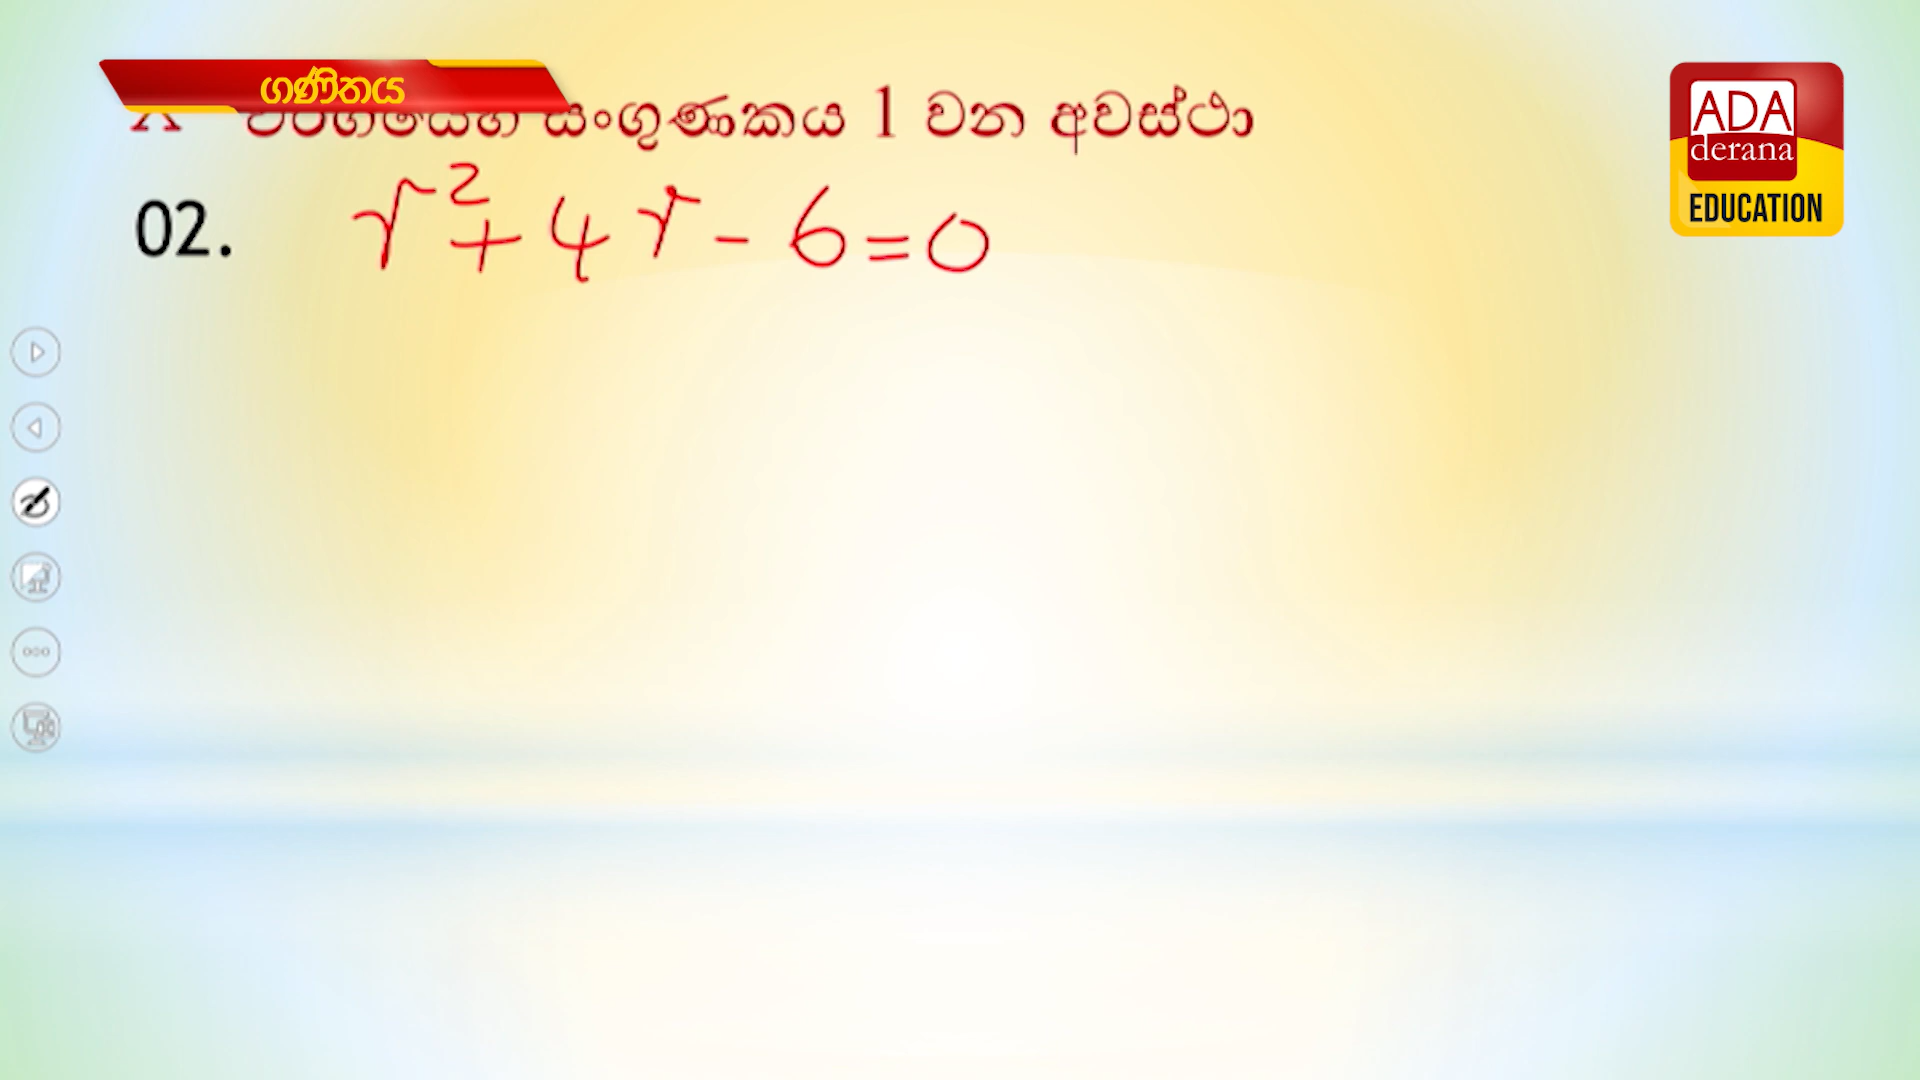 ගණිතය
සංගුණකය 1 වන අවස්ථා
02. r² + 4r - 6 = 0
ADA
derana
EDUCATION